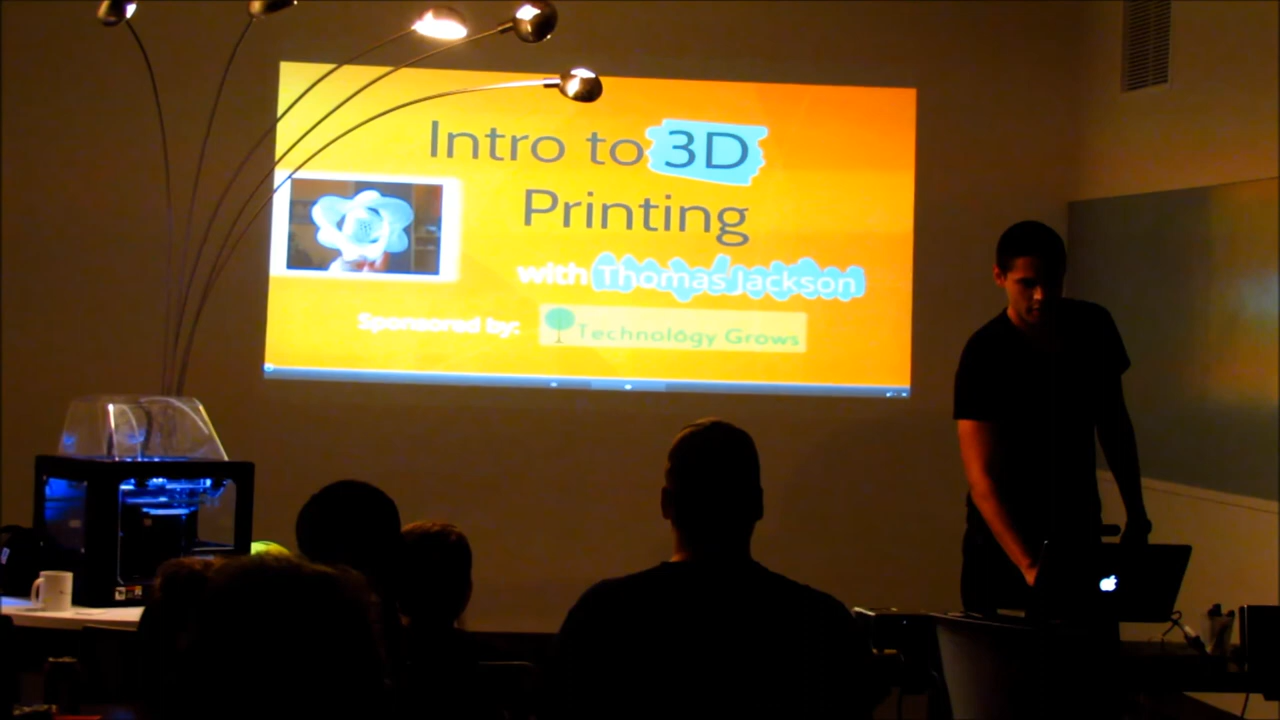 Intro to 3D
Printing
with Thomas Jackson
Sponsored by:
Technology Grows